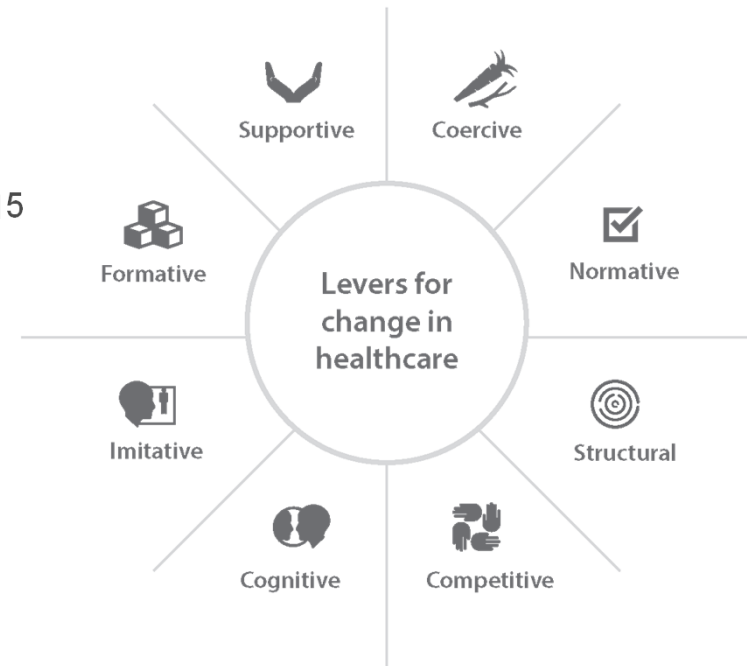 Supportive
Coercive
5
Formative
Normative
Levers for
change in
healthcare
Imitative
Structural
Cognitive
Competitive